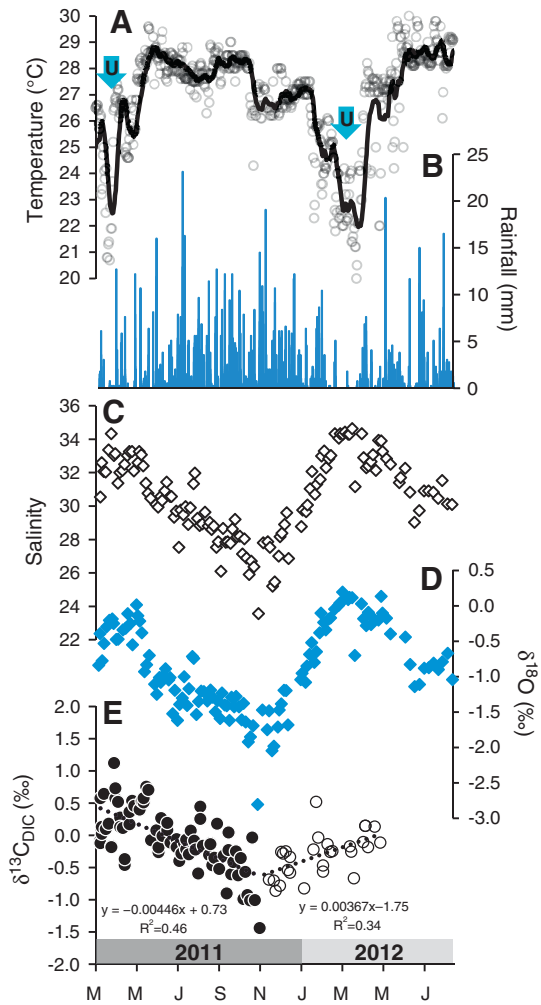 A
30
29
28
27
26
25
24
23
22
21
20
Temperature (°C)
U
U
B
25
20
15
10
5
0
Rainfall (mm)
C
36
34
32
30
28
26
24
22
Salinity
D
0.5
0.0
-0.5
-1.0
-1.5
-2.0
-2.5
-3.0
δ18O (‰)
E
2.0
1.5
1.0
0.5
0.0
-0.5
-1.0
-1.5
-2.0
δ13CDIC (‰)
y = −0.00446x + 0.73
R2=0.46
y = 0.00367x−1.75
R2=0.34
2011 2012
M M J S N J M M J